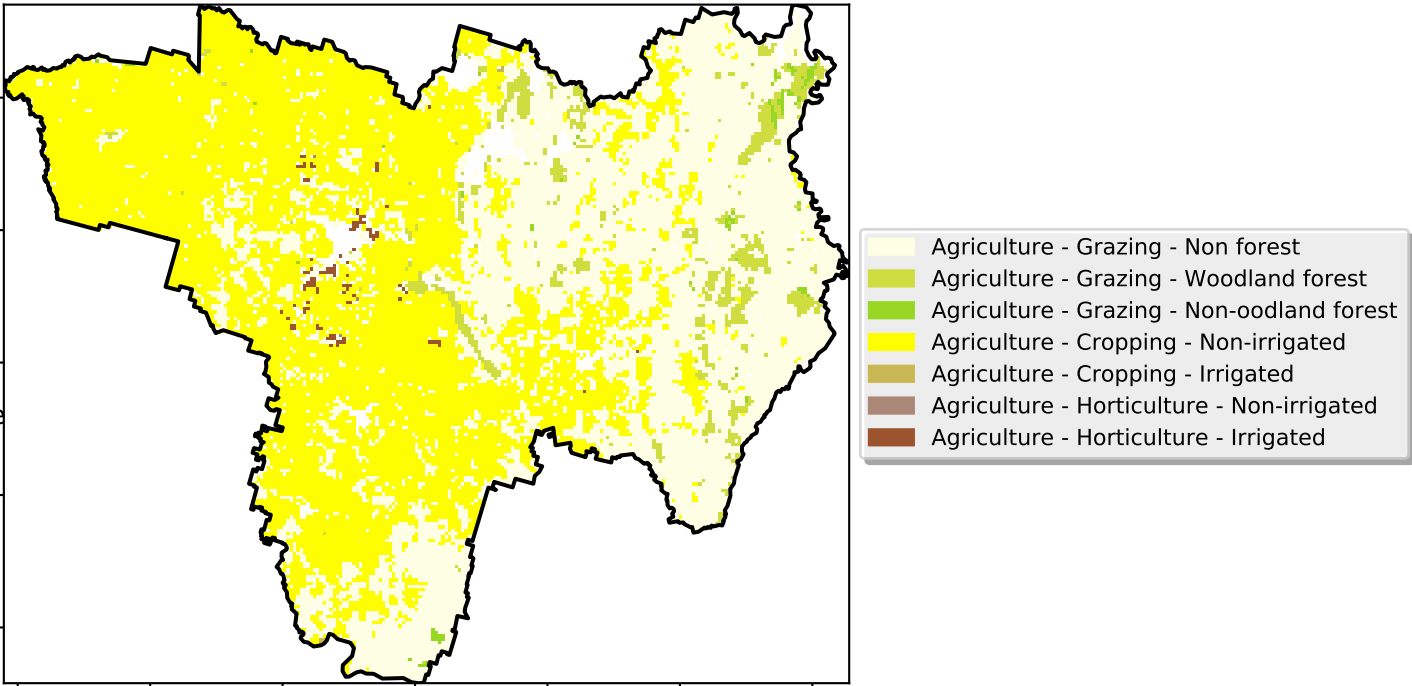 Agriculture - Grazing - Non forest
Agriculture - Grazing - Woodland forest
Agriculture - Grazing - Non-oodland forest
Agriculture - Cropping - Non-irrigated
Agriculture - Cropping - Irrigated
Agriculture - Horticulture - Non-irrigated
Agriculture - Horticulture - Irrigated